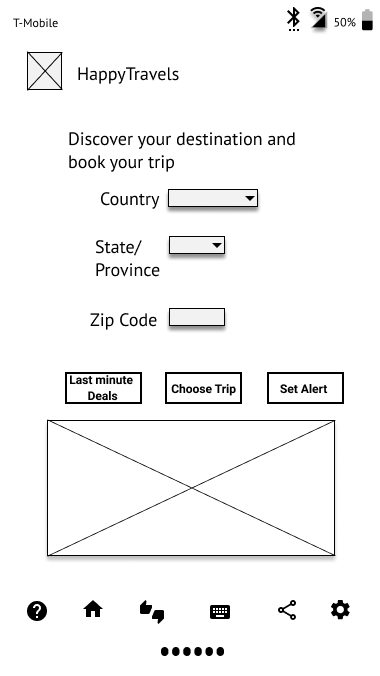 T-Mobile
50%
HappyTravels
Discover your destination and
book your trip
Country
State/
Province
Zip Code
Last minute
Deals
Choose Trip
Set Alert